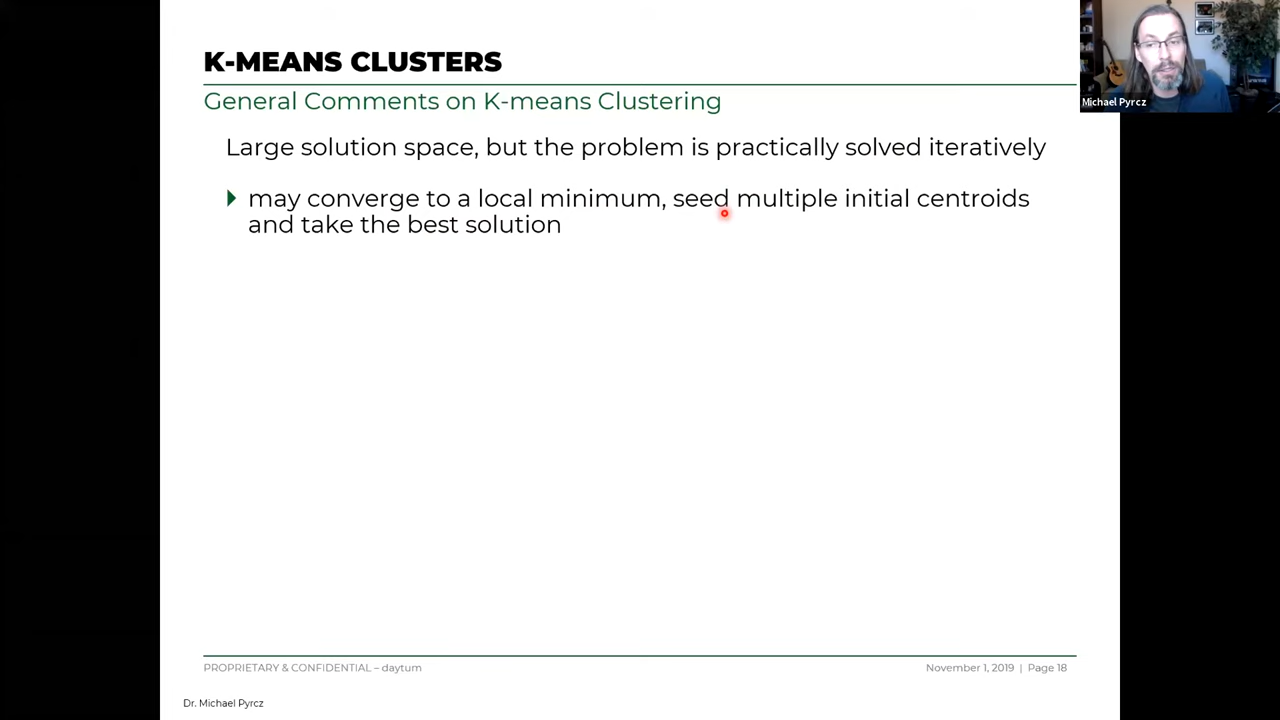 K-MEANS CLUSTERS
General Comments on K-means Clustering
Large solution space, but the problem is practically solved iteratively
may converge to a local minimum, seed multiple initial centroids
and take the best solution
Michael Pyrcz
PROPRIETARY & CONFIDENTIAL – daytum
November 1, 2019 | Page 18
Dr. Michael Pyrcz